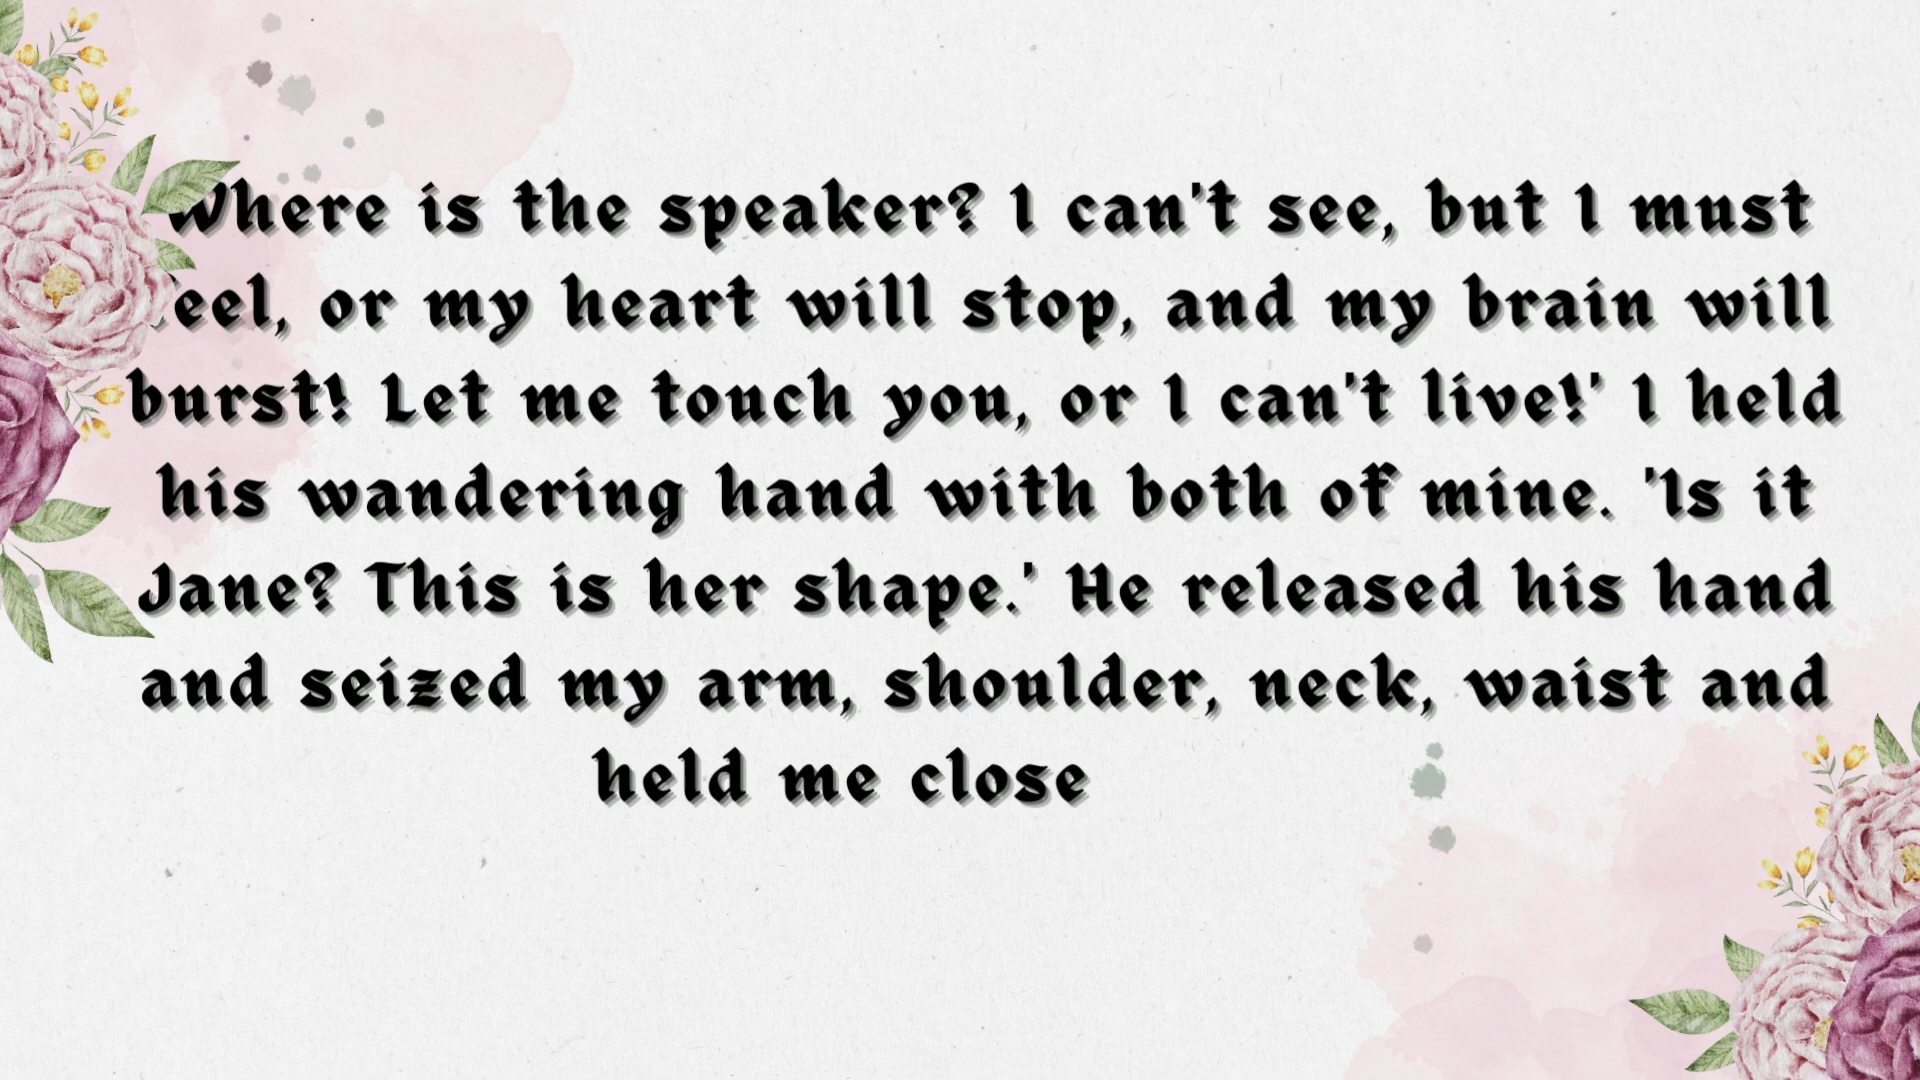 Where is the speaker? I can't see, but I must
feel, or my heart will stop, and my brain will
burst! Let me touch you, or I can't live!' I held
his wandering hand with both of mine. 'Is it
Jane? This is her shape.' He released his hand
and seized my arm, shoulder, neck, waist and
held me close